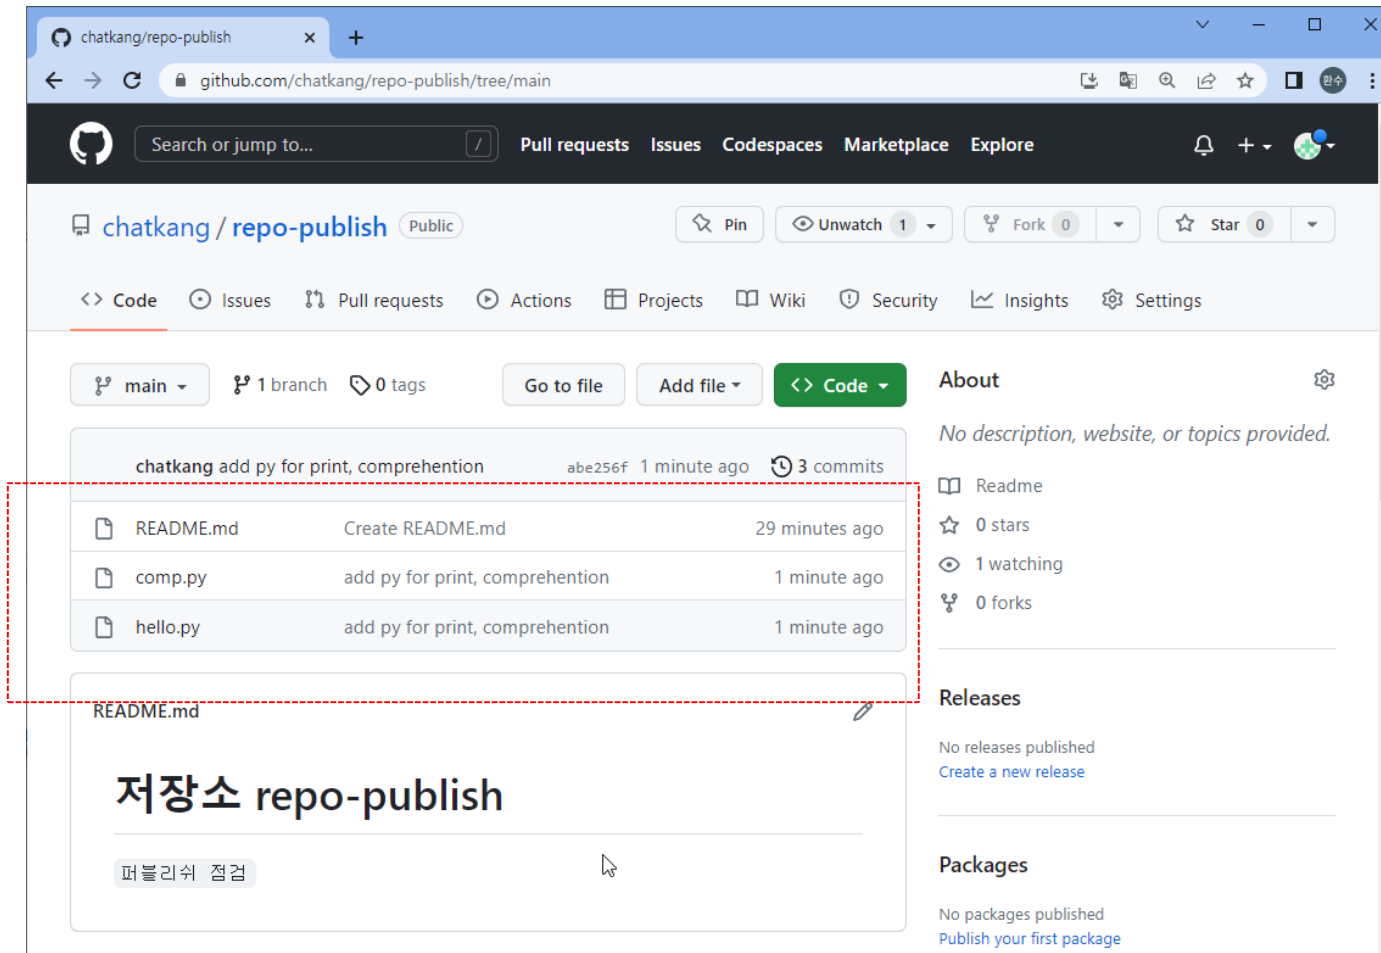 chatkang/repo-publish
github.com/chatkang/repo-publish/tree/main
환수
Search or jump to... / Pull requests Issues Codespaces Marketplace Explore
chatkang / repo-publish Public Pin Unwatch 1 Fork 0 Star 0
<> Code Issues Pull requests Actions Projects Wiki Security Insights Settings
main 1 branch 0 tags Go to file Add file <> Code
chatkang add py for print, comprehention abe256f 1 minute ago 3 commits
README.md Create README.md 29 minutes ago
comp.py add py for print, comprehention 1 minute ago
hello.py add py for print, comprehention 1 minute ago
README.md
저장소 repo-publish
퍼블리쉬 점검
About
No description, website, or topics provided.
Readme
0 stars
1 watching
0 forks
Releases
No releases published
Create a new release
Packages
No packages published
Publish your first package